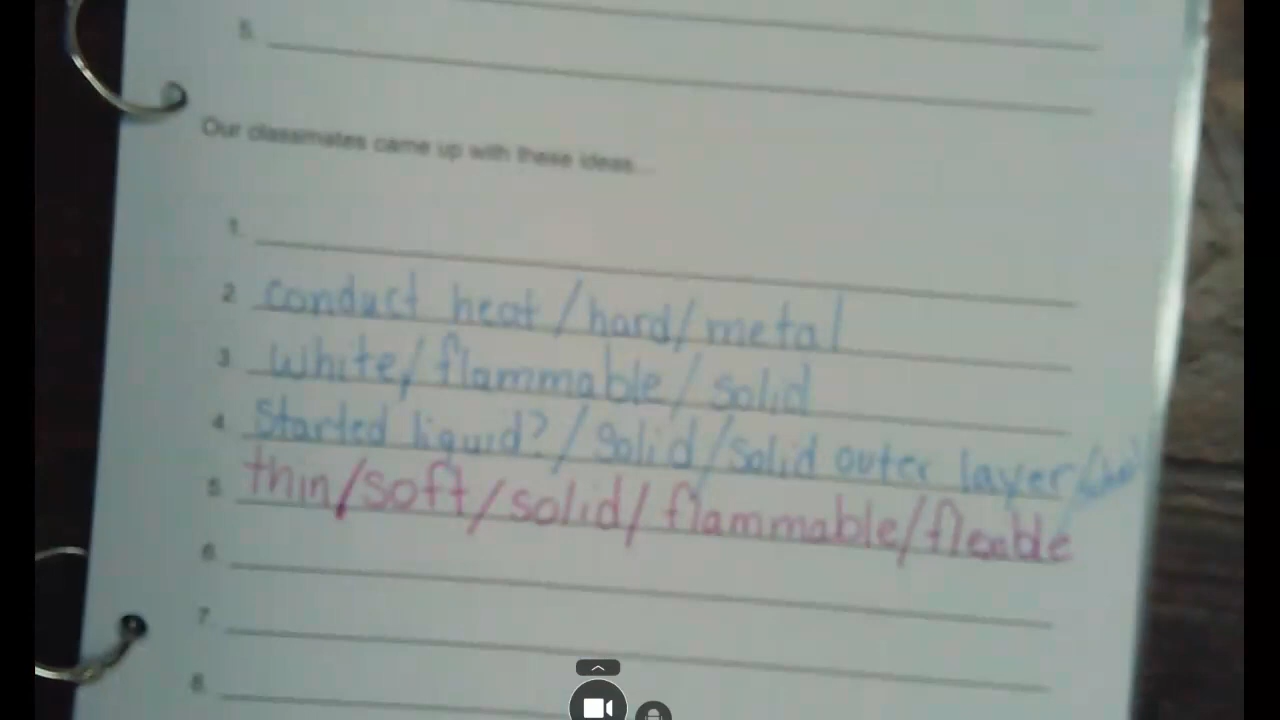 5.
Our classmates came up with these ideas...
1.
2. conduct heat / hard / metal
3. white / flammable / solid
4. Started liquid? / Solid / solid outer layer /
5. thin / soft / solid / flammable / flexable
6.
7.
8.